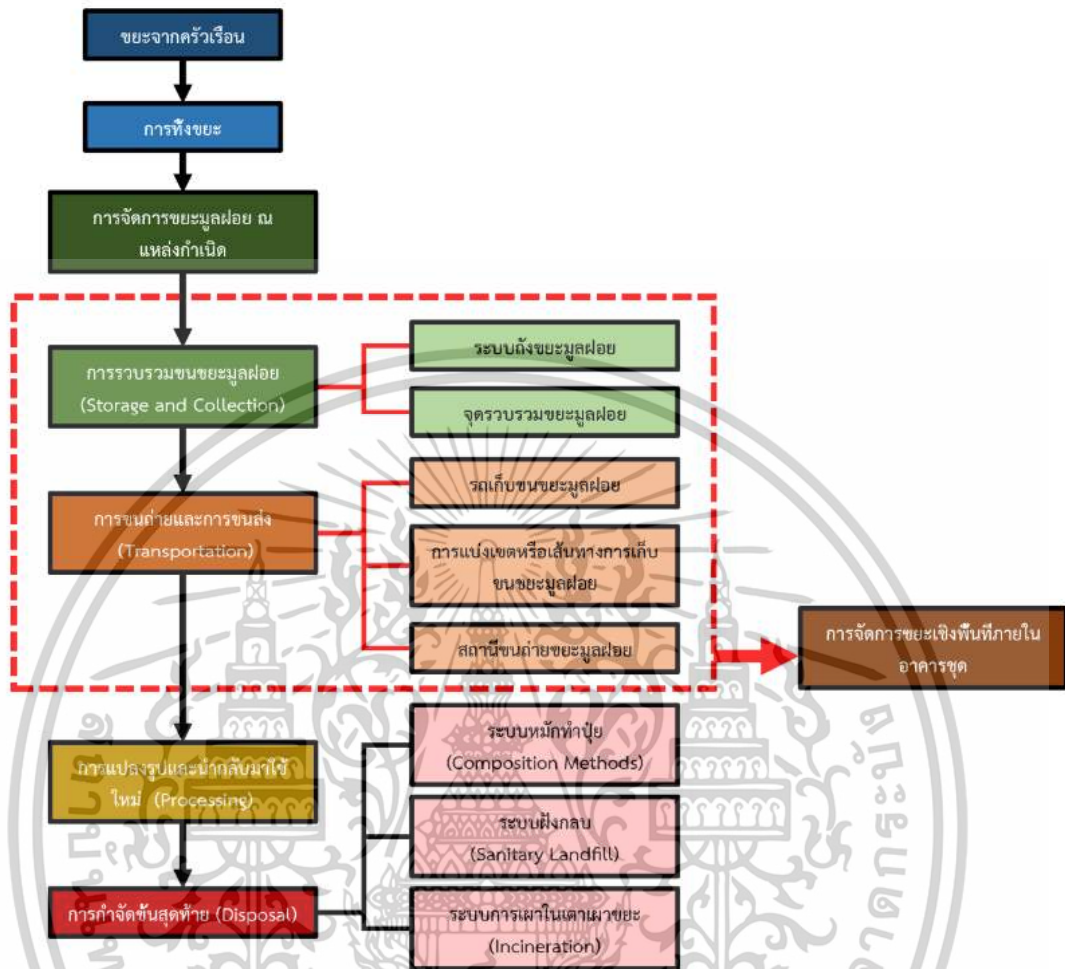 ขยะจากครัวเรือน
การทิ้งขยะ
การจัดการขยะมูลฝอย ณ
แหล่งกำเนิด
การรวบรวมขนขยะมูลฝอย
(Storage and Collection)
ระบบถังขยะมูลฝอย
จุดรวบรวมขยะมูลฝอย
การขนถ่ายและการขนส่ง
(Transportation)
รถเก็บขนขยะมูลฝอย
การแบ่งเขตหรือเส้นทางการเก็บ
ขนขยะมูลฝอย
สถานีขนถ่ายขยะมูลฝอย
การจัดการขยะเชิงพื้นที่ภายใน
อาคารชุด
การแปลงรูปและนำกลับมาใช้
ใหม่ (Processing)
การกำจัดขั้นสุดท้าย (Disposal)
ระบบหมักทำปุ๋ย
(Composition Methods)
ระบบฝังกลบ
(Sanitary Landfill)
ระบบการเผาในเตาเผาขยะ
(Incineration)